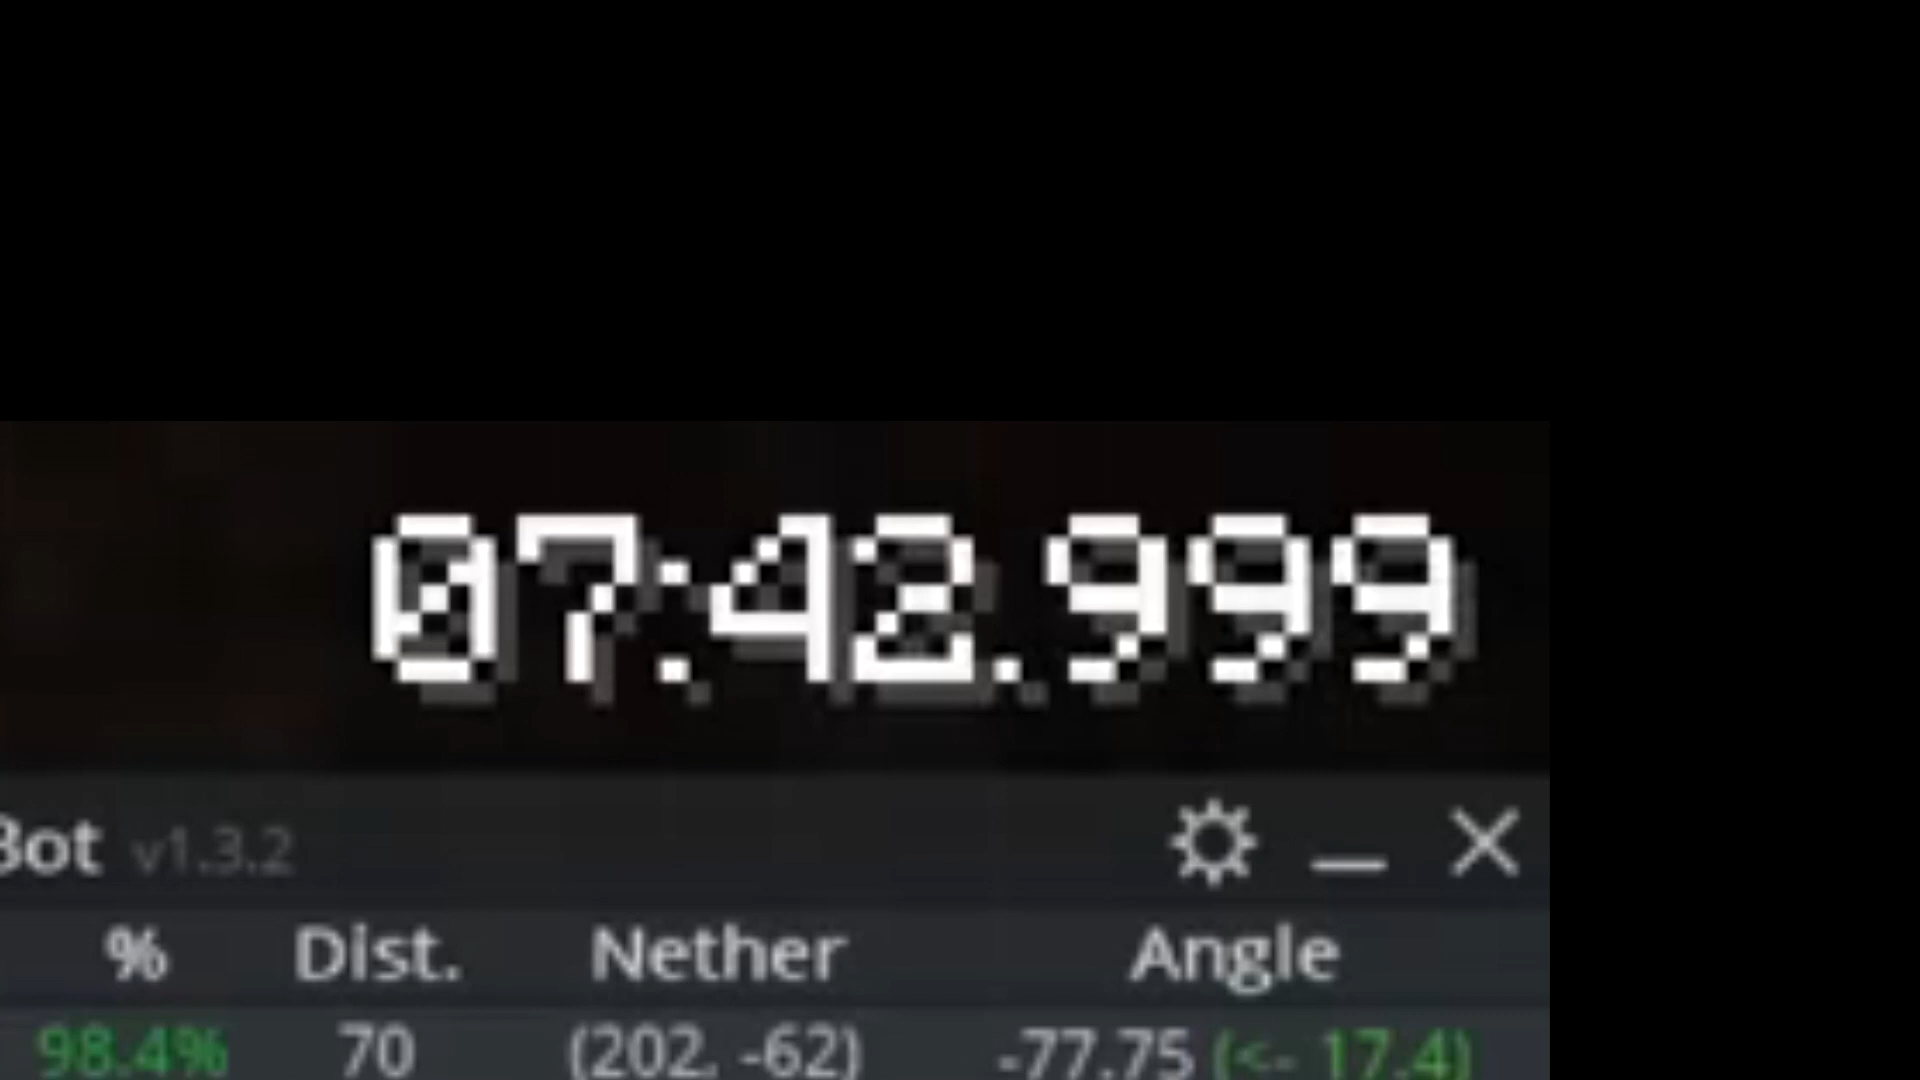 07:42.999
Bot v1.3.2
% Dist. Nether Angle
98.4% 70 (202, -62) -77.75 (<- 17.4)